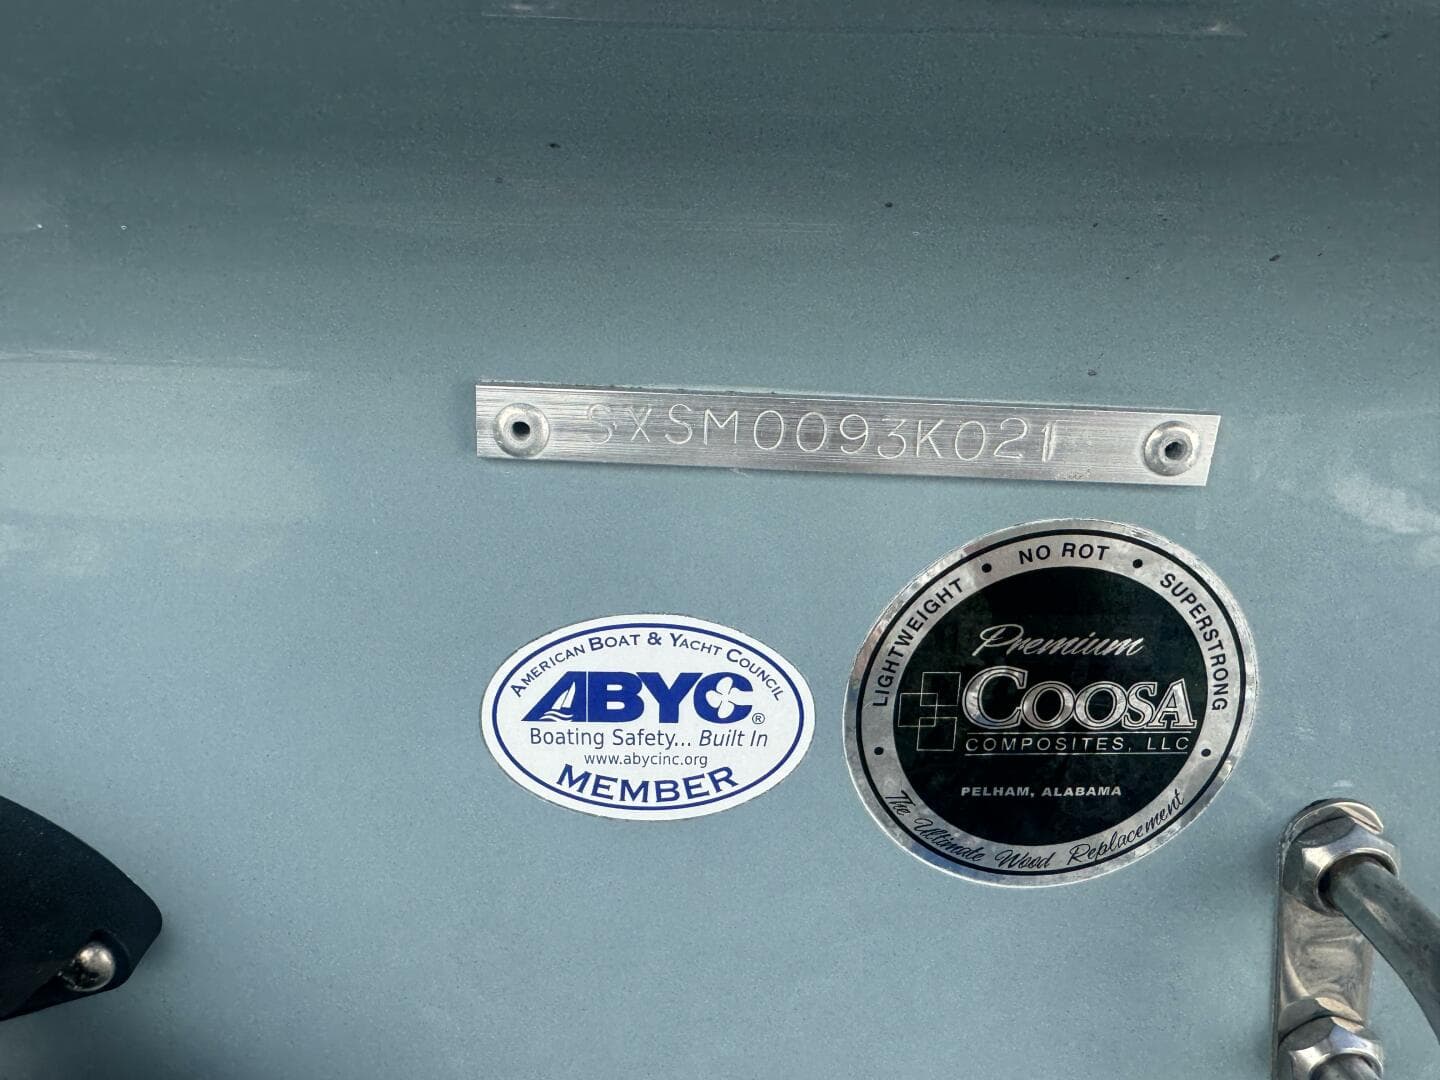 SXSM0093K021
AMERICAN BOAT & YACHT COUNCIL
ABYC®
Boating Safety... Built In
www.abycinc.org
MEMBER
LIGHTWEIGHT • NO ROT • SUPERSTRONG
Premium
COOSA
COMPOSITES, LLC
PELHAM, ALABAMA
The Ultimate Wood Replacement